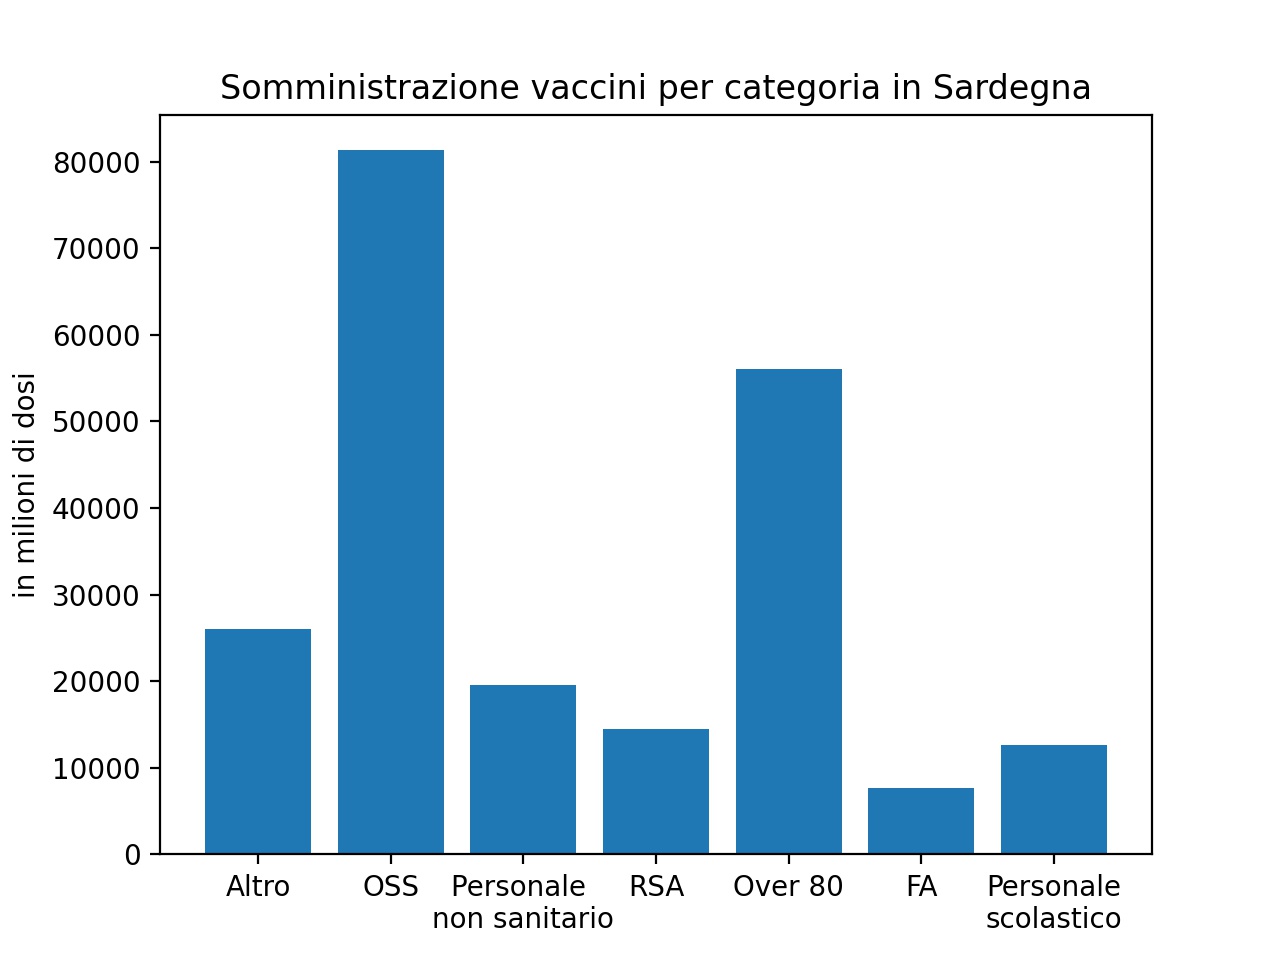 Somministrazione vaccini per categoria in Sardegna
in milioni di dosi
80000
70000
60000
50000
40000
30000
20000
10000
0
Altro
OSS
Personale
non sanitario
RSA
Over 80
FA
Personale
scolastico